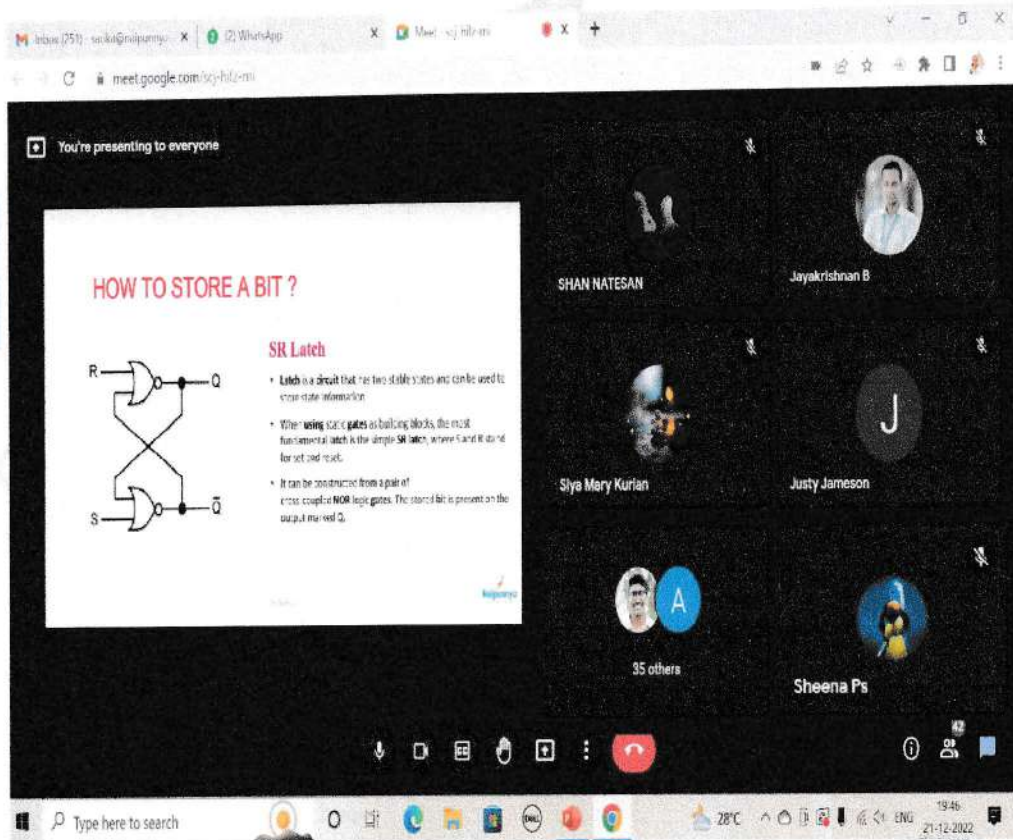 (2) WhatsApp
Meet
meet.google.com/
You're presenting to everyone
HOW TO STORE A BIT ?
R
Q
S
Q̅
SR Latch
• Latch is a circuit that has two stable states and can be used to
store state information.
• When using static gates as building blocks, the most
fundamental latch is the simple SR latch, where S and R stand
for set and reset.
• It can be constructed from a pair of
cross-coupled NOR logic gates. The stored bit is present on the
output marked Q.
SHAN NATESAN
Jayakrishnan B
Siya Mary Kurian
J
Justy Jameson
A
35 others
Sheena Ps
42
Type here to search
DELL
28°C
ENG
19:46
21-12-2022